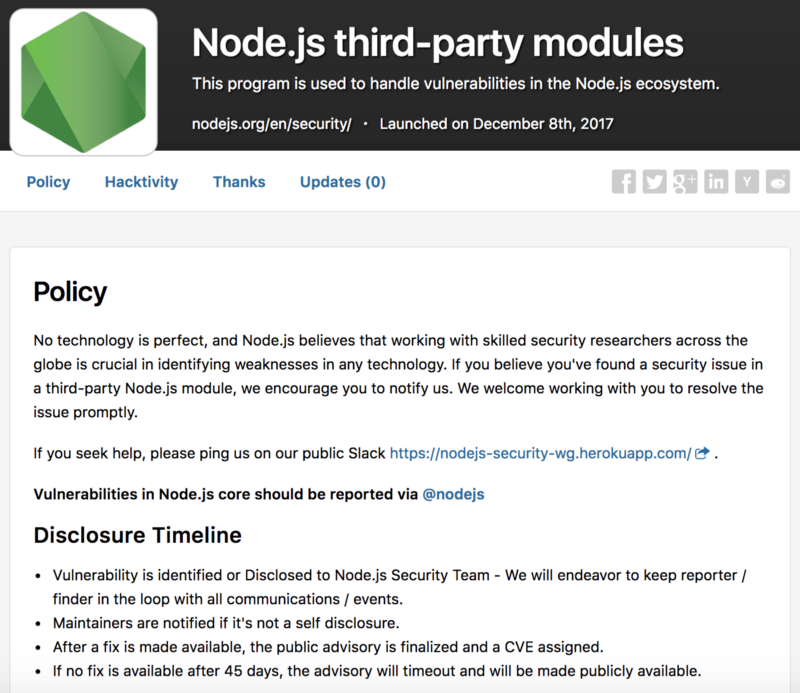 Node.js third-party modules
This program is used to handle vulnerabilities in the Node.js ecosystem.
nodejs.org/en/security/ · Launched on December 8th, 2017
Policy Hacktivity Thanks Updates (0)
Policy
No technology is perfect, and Node.js believes that working with skilled security researchers across the
globe is crucial in identifying weaknesses in any technology. If you believe you've found a security issue in
a third-party Node.js module, we encourage you to notify us. We welcome working with you to resolve the
issue promptly.
If you seek help, please ping us on our public Slack https://nodejs-security-wg.herokuapp.com/ .
Vulnerabilities in Node.js core should be reported via @nodejs
Disclosure Timeline
• Vulnerability is identified or Disclosed to Node.js Security Team - We will endeavor to keep reporter /
finder in the loop with all communications / events.
• Maintainers are notified if it's not a self disclosure.
• After a fix is made available, the public advisory is finalized and a CVE assigned.
• If no fix is available after 45 days, the advisory will timeout and will be made publicly available.